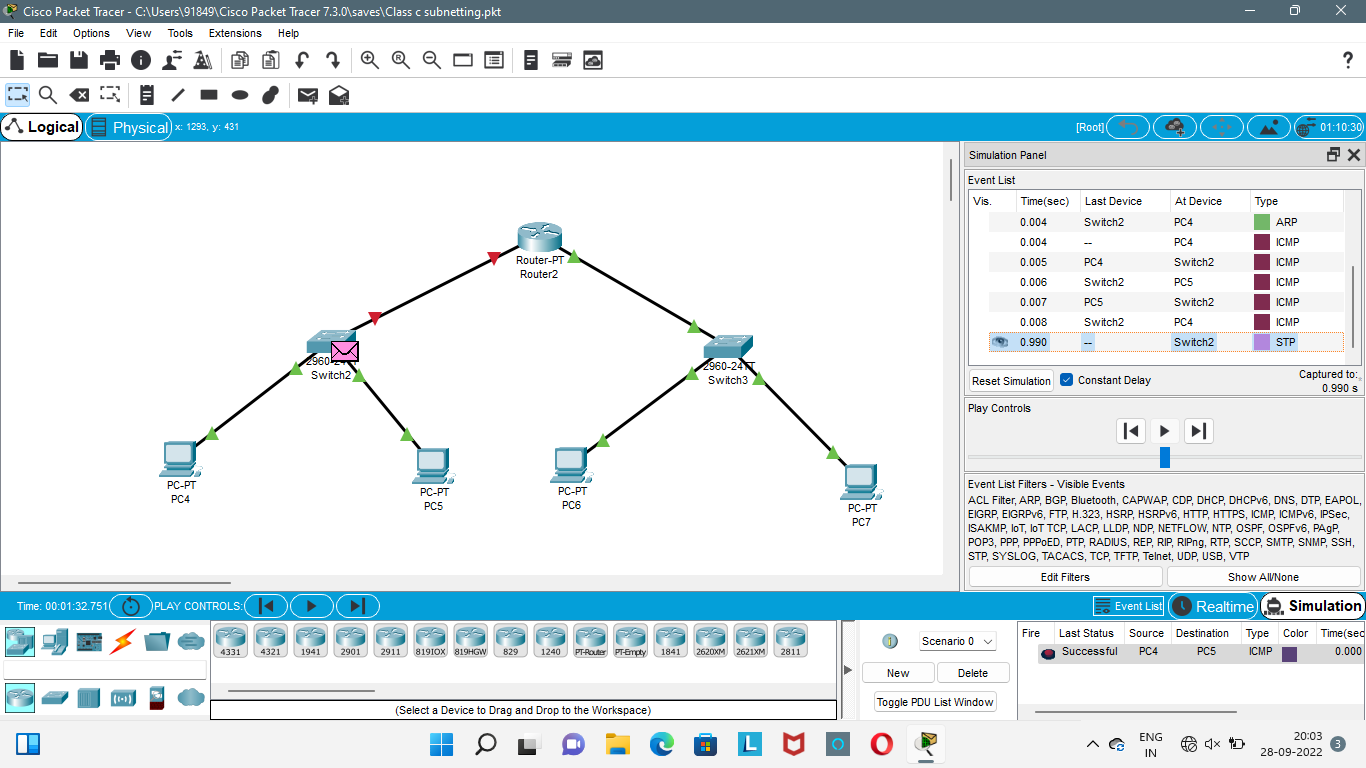 Cisco Packet Tracer - C:\Users\91849\Cisco Packet Tracer 7.3.0\saves\Class c subnetting.pkt
File Edit Options View Tools Extensions Help
?
Logical Physical x: 1293, y: 431 [Root] 01:10:30
Simulation Panel
Event List
Vis. Time(sec) Last Device At Device Type
0.004 Switch2 PC4 ARP
0.004 -- PC4 ICMP
0.005 PC4 Switch2 ICMP
0.006 Switch2 PC5 ICMP
0.007 PC5 Switch2 ICMP
0.008 Switch2 PC4 ICMP
0.990 -- Switch2 STP
Reset Simulation Constant Delay Captured to:
0.990 s
Play Controls
Event List Filters - Visible Events
ACL Filter, ARP, BGP, Bluetooth, CAPWAP, CDP, DHCP, DHCPv6, DNS, DTP, EAPOL,
EIGRP, EIGRPv6, FTP, H.323, HSRP, HSRPv6, HTTP, HTTPS, ICMP, ICMPv6, IPSec,
ISAKMP, IoT, IoT TCP, LACP, LLDP, NDP, NETFLOW, NTP, OSPF, OSPFv6, PAgP,
POP3, PPP, PPPoED, PTP, RADIUS, REP, RIP, RIPng, RTP, SCCP, SMTP, SNMP, SSH,
STP, SYSLOG, TACACS, TCP, TFTP, Telnet, UDP, USB, VTP
Edit Filters Show All/None
Router-PT
Router2
Switch2
2960-24TT
Switch3
PC-PT
PC4
PC-PT
PC5
PC-PT
PC6
PC-PT
PC7
Time: 00:01:32.751 PLAY CONTROLS: Event List Realtime Simulation
4331 4321 1941 2901 2911 819IOX 819HGW 829 1240 PT-Router PT-Empty 1841 2620XM 2621XM 2811
(Select a Device to Drag and Drop to the Workspace)
Scenario 0
New Delete
Toggle PDU List Window
Fire Last Status Source Destination Type Color Time(sec
Successful PC4 PC5 ICMP 0.000
ENG
IN
20:03
28-09-2022
3